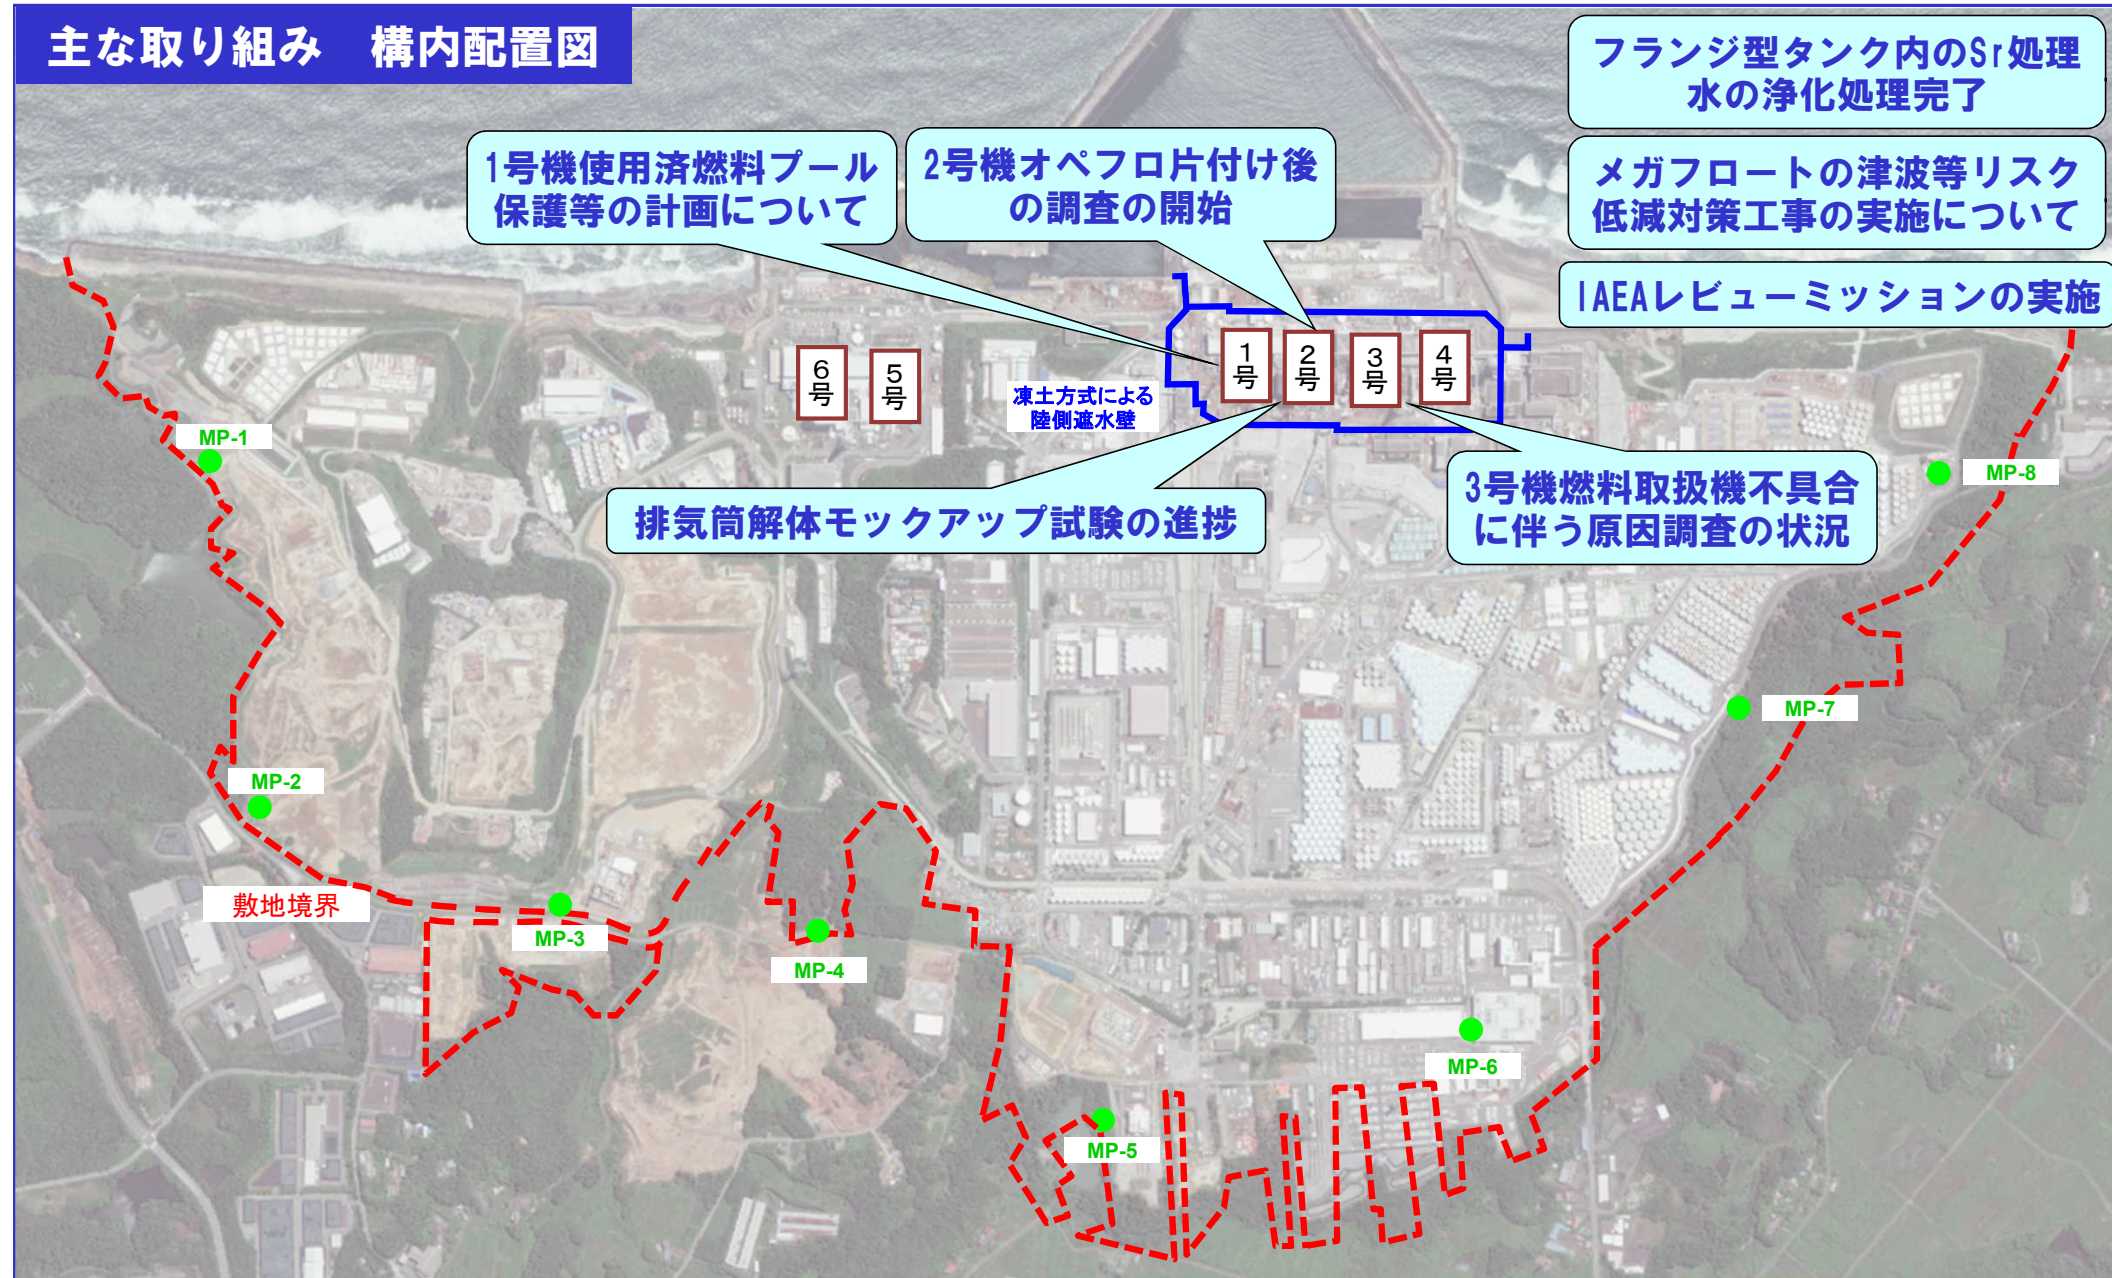 主な取り組み　構内配置図
フランジ型タンク内のSr処理
水の浄化処理完了
1号機使用済燃料プール
保護等の計画について
2号機オペフロ片付け後
の調査の開始
メガフロートの津波等リスク
低減対策工事の実施について
IAEAレビューミッションの実施
6号
5号
1号
2号
3号
4号
凍土方式による
陸側遮水壁
MP-1
MP-8
排気筒解体モックアップ試験の進捗
3号機燃料取扱機不具合
に伴う原因調査の状況
MP-7
MP-2
敷地境界
MP-3
MP-4
MP-6
MP-5